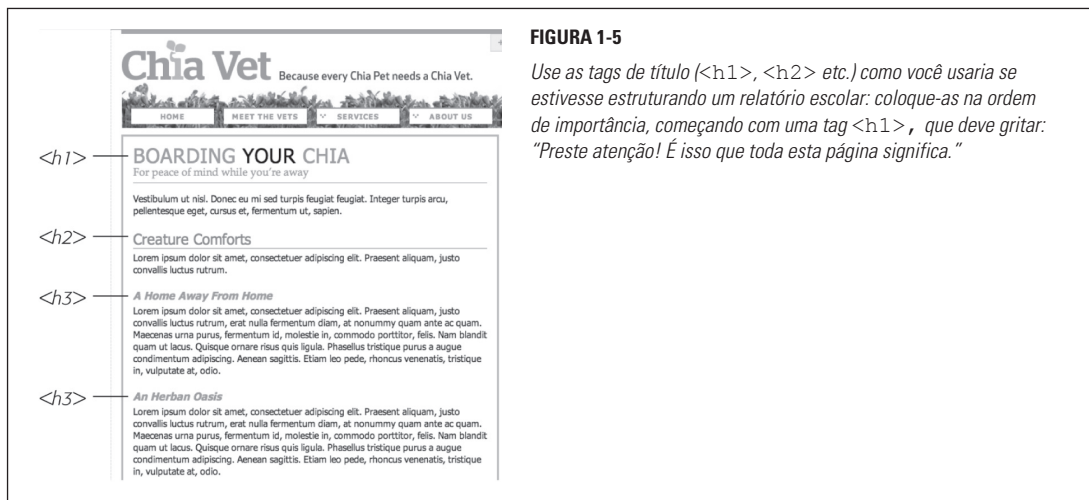 Chia Vet Because every Chia Pet needs a Chia Vet.
HOME MEET THE VETS SERVICES ABOUT US
<h1> BOARDING YOUR CHIA
For peace of mind while you're away
Vestibulum ut nisl. Donec eu mi sed turpis feugiat feugiat. Integer turpis arcu,
pellentesque eget, cursus et, fermentum ut, sapien.
<h2> Creature Comforts
Lorem ipsum dolor sit amet, consectetuer adipiscing elit. Praesent aliquam, justo
convallis luctus rutrum.
<h3> A Home Away From Home
Lorem ipsum dolor sit amet, consectetuer adipiscing elit. Praesent aliquam, justo
convallis luctus rutrum, erat nulla fermentum diam, at nonummy quam ante ac quam.
Maecenas urna purus, fermentum id, molestie in, commodo porttitor, felis. Nam blandit
quam ut lacus. Quisque ornare risus quis ligula. Phasellus tristique purus a augue
condimentum adipiscing. Aenean sagittis. Etiam leo pede, rhoncus venenatis, tristique
in, vulputate at, odio.
<h3> An Herban Oasis
Lorem ipsum dolor sit amet, consectetuer adipiscing elit. Praesent aliquam, justo
convallis luctus rutrum, erat nulla fermentum diam, at nonummy quam ante ac quam.
Maecenas urna purus, fermentum id, molestie in, commodo porttitor, felis. Nam blandit
quam ut lacus. Quisque ornare risus quis ligula. Phasellus tristique purus a augue
condimentum adipiscing. Aenean sagittis. Etiam leo pede, rhoncus venenatis, tristique
in, vulputate at, odio.
FIGURA 1-5
Use as tags de título (<h1>, <h2> etc.) como você usaria se
estivesse estruturando um relatório escolar: coloque-as na ordem
de importância, começando com uma tag <h1>, que deve gritar:
“Preste atenção! É isso que toda esta página significa.”